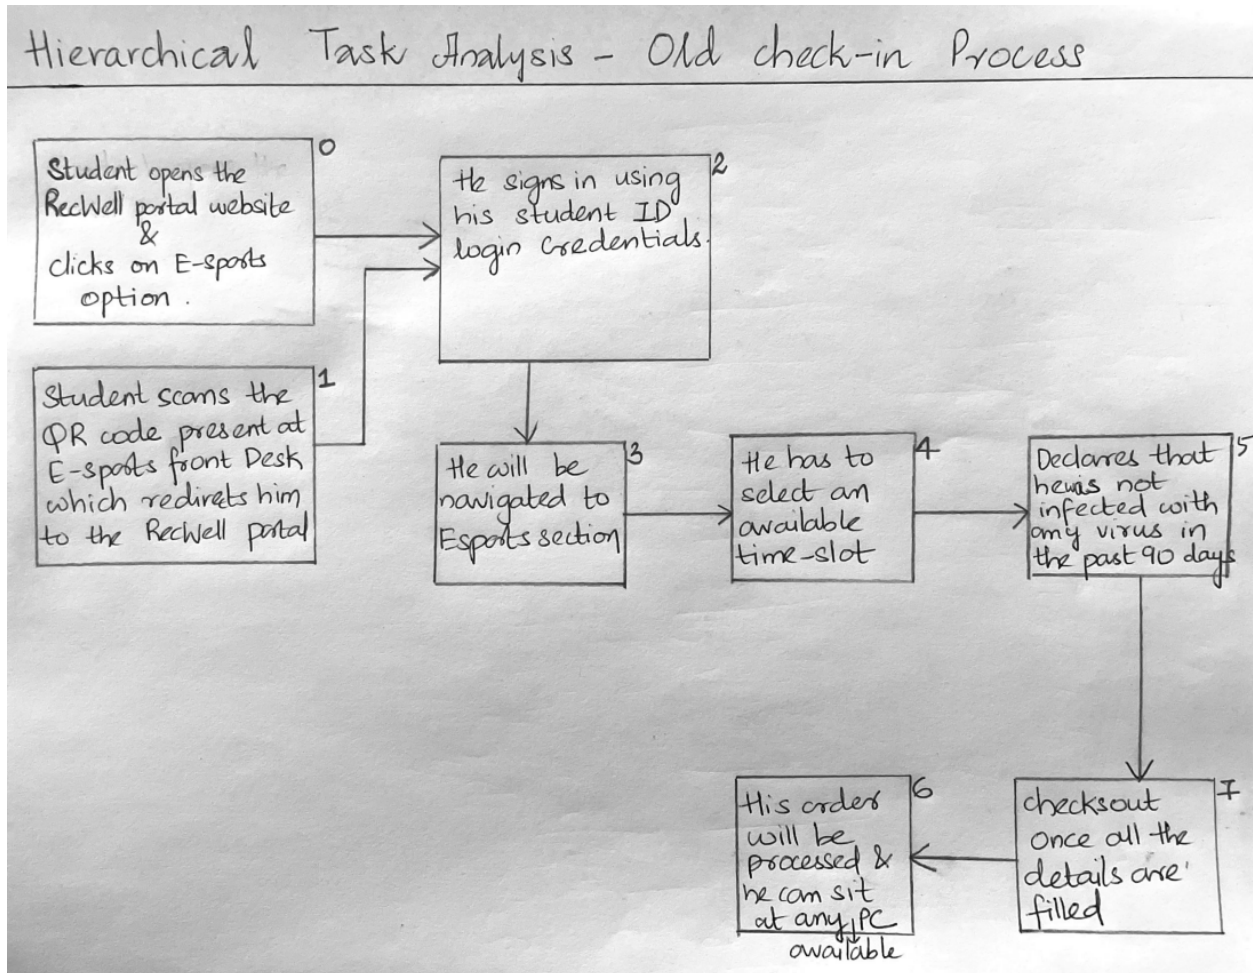 Hierarchical Task Analysis - Old check-in Process
0
Student opens the
RecWell portal website
&
clicks on E-sports
option.
1
Student scans the
QR code present at
E-sports front Desk
which redirets him
to the RecWell portal
2
He signs in using
his student ID
login credentials.
3
He will be
navigated to
Esports section
4
He has to
select an
available
time-slot
5
Declares that
he is not
infected with
any virus in
the past 90 days
7
checksout
once all the
details are
filled
6
His order
will be
processed &
he can sit
at any PC
available